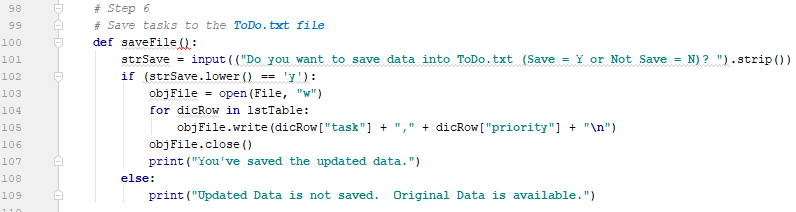 98 # Step 6
99 # Save tasks to the ToDo.txt file
100 def saveFile():
101 strSave = input(("Do you want to save data into ToDo.txt (Save = Y or Not Save = N)? ").strip())
102 if (strSave.lower() == 'y'):
103 objFile = open(File, "w")
104 for dicRow in lstTable:
105 objFile.write(dicRow["task"] + "," + dicRow["priority"] + "\n")
106 objFile.close()
107 print("You've saved the updated data.")
108 else:
109 print("Updated Data is not saved.  Original Data is available.")